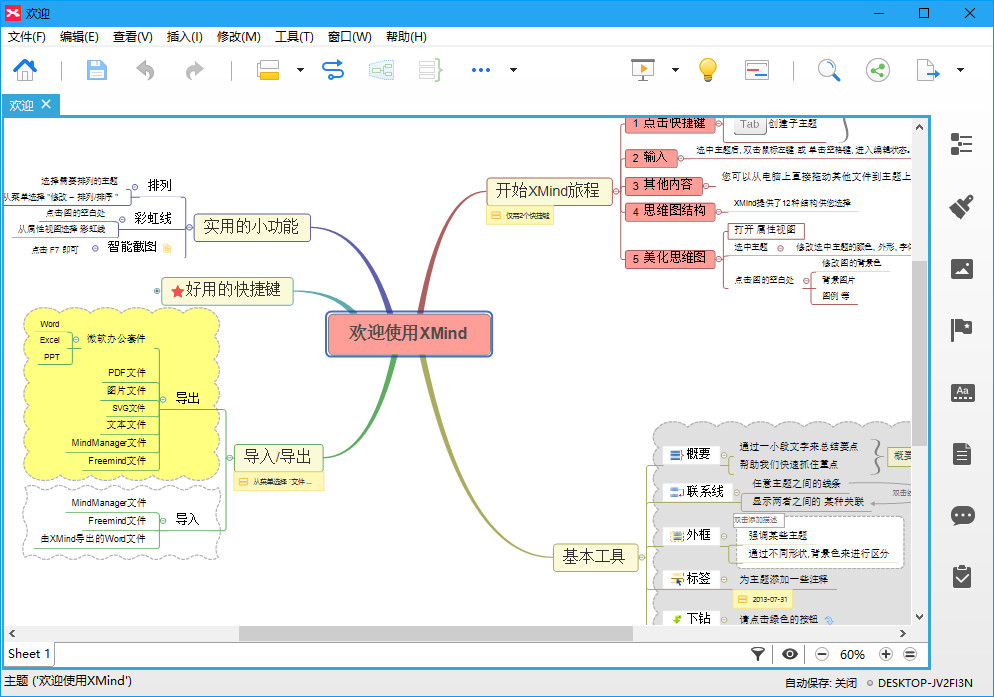 欢迎
文件(F) 编辑(E) 查看(V) 插入(I) 修改(M) 工具(T) 窗口(W) 帮助(H)
欢迎
欢迎使用XMind
开始XMind旅程
仅用2个快捷键
1 点击快捷键
Tab 创建子主题
2 输入
选中主题后, 双击鼠标左键 或 单击空格键, 进入编辑状态.
3 其他内容
您可以从电脑上直接拖动其他文件到主题上
4 思维图结构
XMind提供了12种结构供您选择
5 美化思维图
打开 属性视图
选中主题
修改选中主题的颜色, 外形, 字体
点击图的空白处
修改图的背景色
背景图片
图例 等
实用的小功能
排列
选择需要排列的主题
从菜单选择 "修改 – 排列/排序"
彩虹线
点击图的空白处
从属性视图选择 彩虹线
智能截图
点击 F7 即可
好用的快捷键
导入/导出
从菜单选择 "文件...
导出
微软办公套件
Word
Excel
PPT
PDF文件
图片文件
SVG文件
文本文件
MindManager文件
Freemind文件
导入
MindManager文件
Freemind文件
由XMind导出的Word文件
基本工具
概要
通过一小段文字来总结要点
帮助我们快速抓住重点
概要
联系线
任意主题之间的线条
显示两者之间的 某种关联
双击
外框
双击添加描述
强调某些主题
通过不同形状, 背景色来进行区分
标签
为主题添加一些注释
2013-07-31
下钻
请点击绿色的按钮
Aa
Sheet 1
60%
主题 ('欢迎使用XMind')
自动保存: 关闭
DESKTOP-JV2FI3N